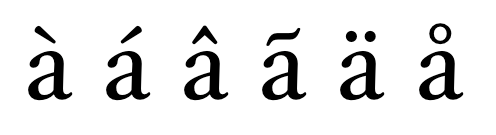 à á â ã ä å